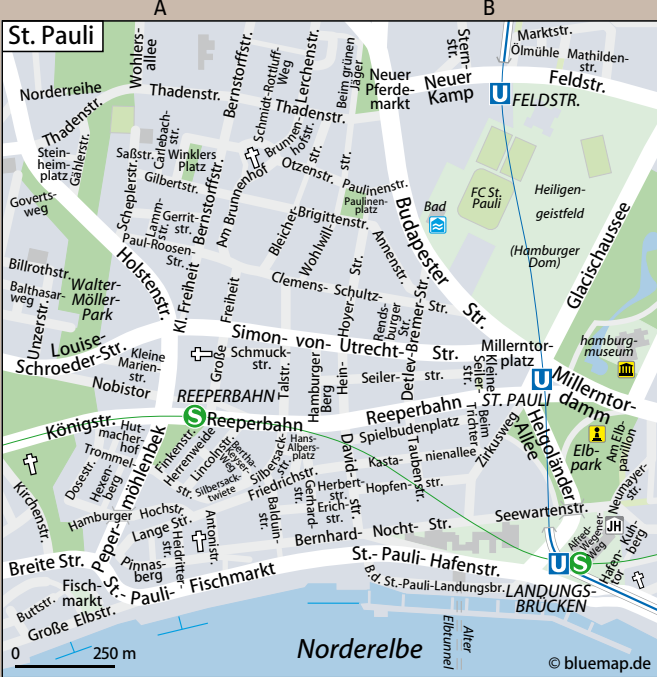 A
B
St. Pauli
Wohlers-
allee
Bernstorffstr.
Schmidt-Rottluff-
Weg
Lerchenstr.
Beim grünen
Jäger
Neuer
Pferde-
markt
Stern-
str.
Neuer
Kamp
Marktstr.
Ölmühle
Mathilden-
str.
Feldstr.
U
FELDSTR.
Norderreihe
Thadenstr.
Thadenstr.
Thadenstr.
Stein-
heim-
platz
Gählerstr.
Carlebach-
str.
Saßstr.
Winklers
Platz
Gilbertstr.
Brunnen-
hofstr.
str.
str.
Otzenstr.
Paulinenstr.
Paulinen-
platz
Goverts-
weg
Scheplerstr.
Lamm-
str.
Gerrit-
str.
Bernstorffstr.
Am Brunnenhof
Paul-Roosen-
Str.
Bleicher-
Brigittenstr.
Wohlwill-
Str.
Annenstr.
Budapester
Str.
Bad
FC St.
Pauli
Heiligen-
geistfeld
(Hamburger
Dom)
Glacischaussee
Billrothstr.
Balthasar-
weg
Walter-
Möller-
Park
Unzerstr.
Holstenstr.
Kl. Freiheit
Große
Freiheit
Clemens-
Schultz-
Hoyer-
Rends-
burger
Str.
Detlev-Bremer-Str.
Louise-
Schroeder-Str.
Kleine
Marien-
str.
Nobistor
Simon-
von-
Utrecht-
Str.
Schmuck-
str.
Talstr.
Hamburger
Berg
Hein-
Seiler-
str.
Kleine
Seiler-
str.
Millerntor-
platz
U
ST. PAULI
Millerntor-
damm
hamburg-
museum
REEPERBAHN
S
Reeperbahn
Reeperbahn
Spielbudenplatz
Beim
Trichter
Zirkusweg
Helgoländer
Allee
Elb-
park
Am Elb-
pavillon
Königstr.
Hut-
macher-
hof
Trommel-
Dosestr.
Hexen-
berg
Pepermöhlenbek
Finkenstr.
Herrenweide
str.
Lincolnstr.
Keyser-
Weg
Bertha-
Silbersack-
twiete
Silbersack-
str.
Hans-
Albers-
platz
Friedrichstr.
David-
str.
Kasta-
nienallee
Taubenstr.
Hopfen-
str.
Kirchenstr.
Hamburger
Hochstr.
Lange Str.
Heidritter-
str.
Antonistr.
Balduin-
str.
Gerhard-
str.
Herbert-
str.
Erich-
str.
Bernhard-
Nocht-
Str.
Seewartenstr.
Neumayer-
str.
JH
Alfred-
Wegener-
Weg
Kuh-
berg
Hafen-
tor
Breite Str.
Pinnas-
berg
Fisch-
markt
Buttstr.
Große Elbstr.
St.-
Pauli-
Fischmarkt
St.- Pauli- Hafenstr.
B.d. St.-Pauli-Landungsbr.
U S
LANDUNGS-
BRÜCKEN
Norderelbe
Alter
Elbtunnel
0
250 m
© bluemap.de